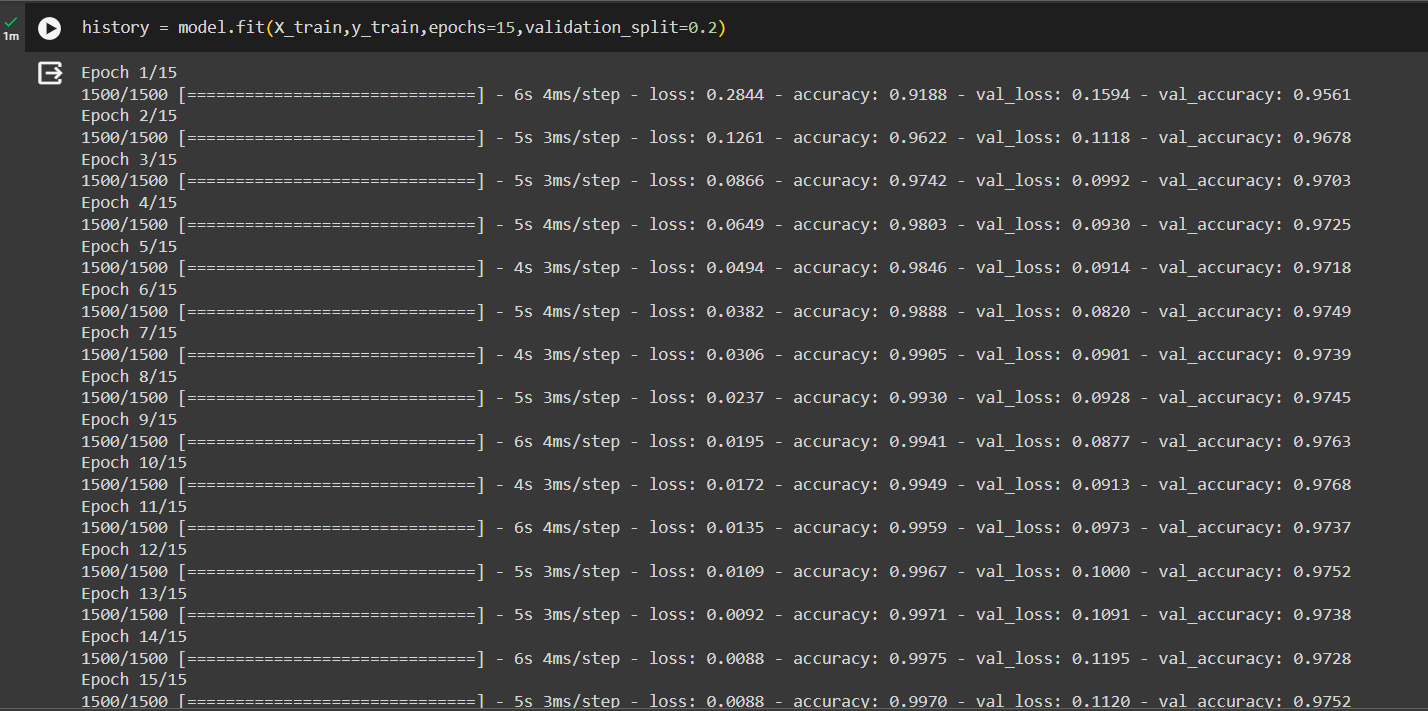 history = model.fit(X_train,y_train,epochs=15,validation_split=0.2)
1m
Epoch 1/15
1500/1500 [==============================] - 6s 4ms/step - loss: 0.2844 - accuracy: 0.9188 - val_loss: 0.1594 - val_accuracy: 0.9561
Epoch 2/15
1500/1500 [==============================] - 5s 3ms/step - loss: 0.1261 - accuracy: 0.9622 - val_loss: 0.1118 - val_accuracy: 0.9678
Epoch 3/15
1500/1500 [==============================] - 5s 3ms/step - loss: 0.0866 - accuracy: 0.9742 - val_loss: 0.0992 - val_accuracy: 0.9703
Epoch 4/15
1500/1500 [==============================] - 5s 4ms/step - loss: 0.0649 - accuracy: 0.9803 - val_loss: 0.0930 - val_accuracy: 0.9725
Epoch 5/15
1500/1500 [==============================] - 4s 3ms/step - loss: 0.0494 - accuracy: 0.9846 - val_loss: 0.0914 - val_accuracy: 0.9718
Epoch 6/15
1500/1500 [==============================] - 5s 4ms/step - loss: 0.0382 - accuracy: 0.9888 - val_loss: 0.0820 - val_accuracy: 0.9749
Epoch 7/15
1500/1500 [==============================] - 4s 3ms/step - loss: 0.0306 - accuracy: 0.9905 - val_loss: 0.0901 - val_accuracy: 0.9739
Epoch 8/15
1500/1500 [==============================] - 5s 3ms/step - loss: 0.0237 - accuracy: 0.9930 - val_loss: 0.0928 - val_accuracy: 0.9745
Epoch 9/15
1500/1500 [==============================] - 6s 4ms/step - loss: 0.0195 - accuracy: 0.9941 - val_loss: 0.0877 - val_accuracy: 0.9763
Epoch 10/15
1500/1500 [==============================] - 4s 3ms/step - loss: 0.0172 - accuracy: 0.9949 - val_loss: 0.0913 - val_accuracy: 0.9768
Epoch 11/15
1500/1500 [==============================] - 6s 4ms/step - loss: 0.0135 - accuracy: 0.9959 - val_loss: 0.0973 - val_accuracy: 0.9737
Epoch 12/15
1500/1500 [==============================] - 5s 3ms/step - loss: 0.0109 - accuracy: 0.9967 - val_loss: 0.1000 - val_accuracy: 0.9752
Epoch 13/15
1500/1500 [==============================] - 5s 3ms/step - loss: 0.0092 - accuracy: 0.9971 - val_loss: 0.1091 - val_accuracy: 0.9738
Epoch 14/15
1500/1500 [==============================] - 6s 4ms/step - loss: 0.0088 - accuracy: 0.9975 - val_loss: 0.1195 - val_accuracy: 0.9728
Epoch 15/15
1500/1500 [==============================] - 5s 3ms/step - loss: 0.0088 - accuracy: 0.9970 - val_loss: 0.1120 - val_accuracy: 0.9752